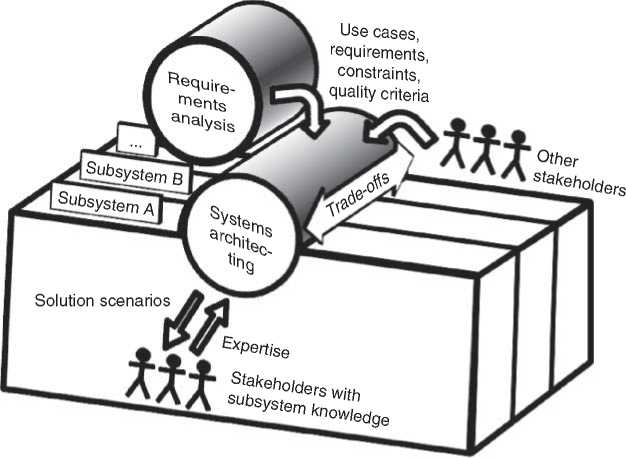 Use cases,
requirements,
constraints,
quality criteria
Require-
ments
analysis
...
Subsystem B
Subsystem A
Other
stakeholders
Trade-offs
Systems
architec-
ting
Solution scenarios
Expertise
Stakeholders with
subsystem knowledge